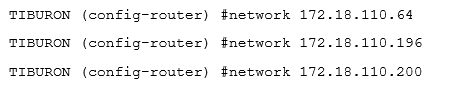 TIBURON (config-router) #network 172.18.110.64
TIBURON (config-router) #network 172.18.110.196
TIBURON (config-router) #network 172.18.110.200